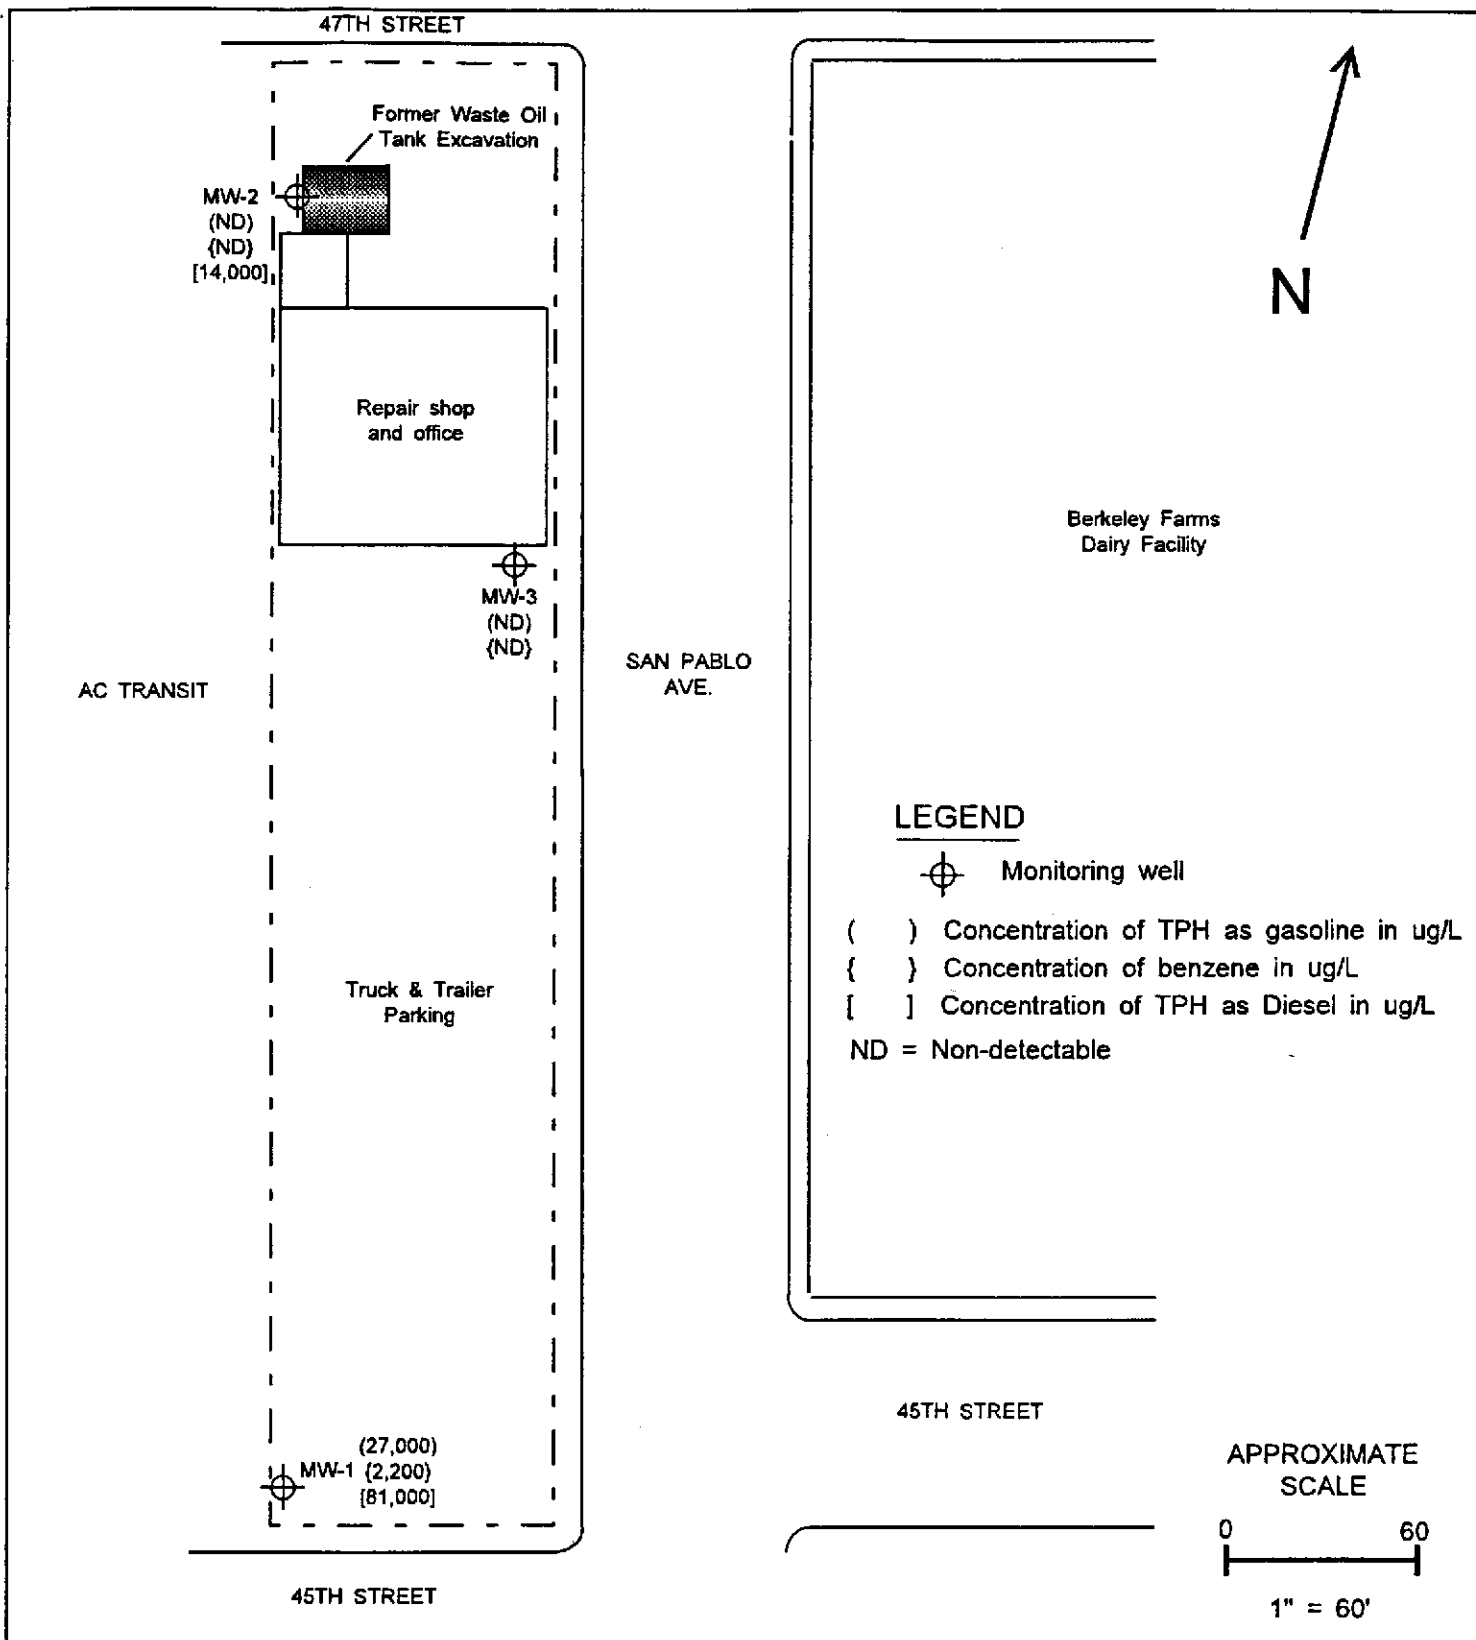 47TH STREET
Former Waste Oil
Tank Excavation
MW-2
(ND)
{ND}
[14,000]
N
Repair shop
and office
Berkeley Farms
Dairy Facility
MW-3
(ND)
{ND}
AC TRANSIT
SAN PABLO
AVE.
LEGEND
Monitoring well
( ) Concentration of TPH as gasoline in ug/L
{ } Concentration of benzene in ug/L
[ ] Concentration of TPH as Diesel in ug/L
ND = Non-detectable
Truck & Trailer
Parking
45TH STREET
(27,000)
MW-1 {2,200}
[81,000]
APPROXIMATE
SCALE
0 60
1" = 60'
45TH STREET